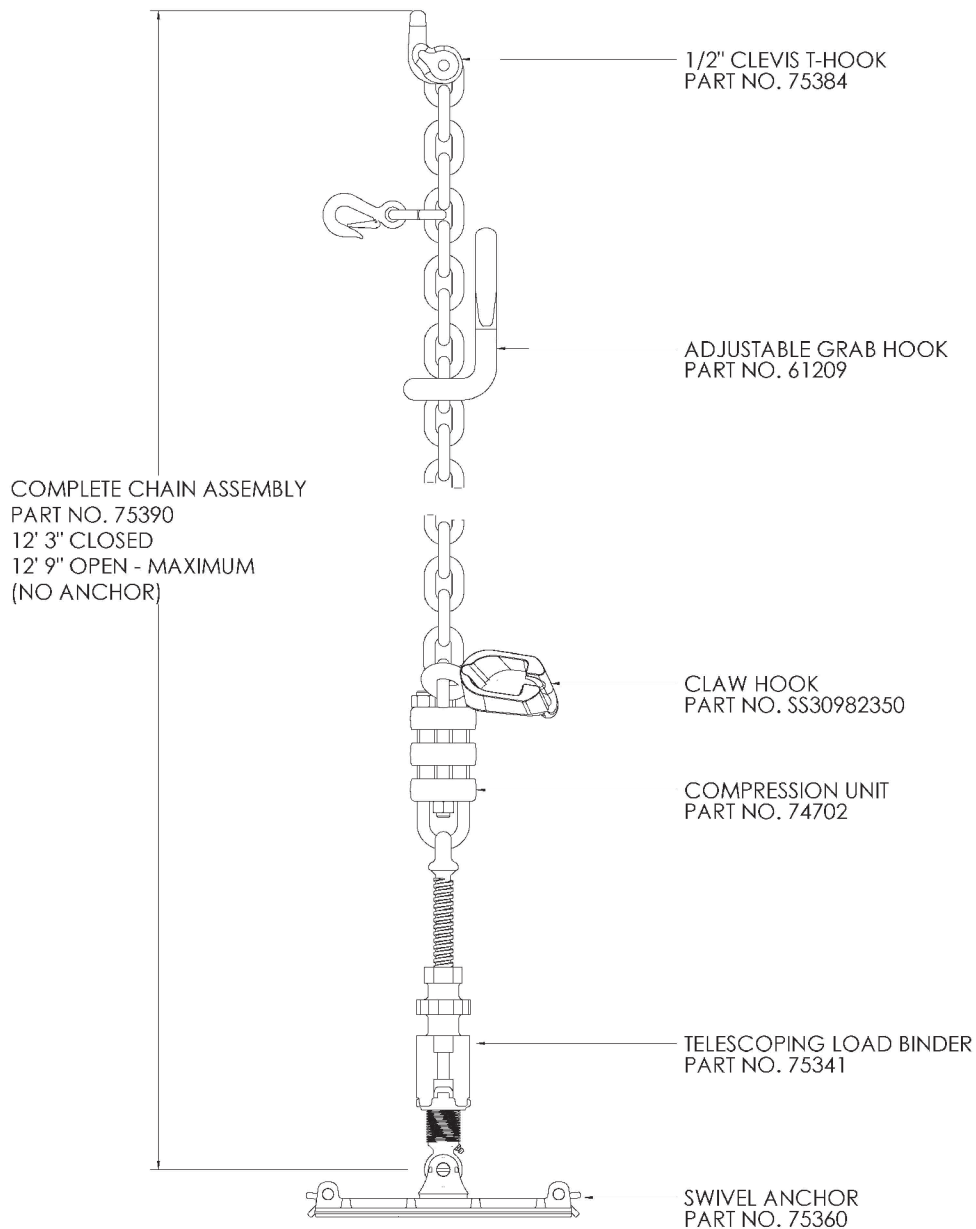 1/2" CLEVIS T-HOOK
PART NO. 75384
ADJUSTABLE GRAB HOOK
PART NO. 61209
COMPLETE CHAIN ASSEMBLY
PART NO. 75390
12' 3" CLOSED
12' 9" OPEN - MAXIMUM
(NO ANCHOR)
CLAW HOOK
PART NO. SS30982350
COMPRESSION UNIT
PART NO. 74702
TELESCOPING LOAD BINDER
PART NO. 75341
SWIVEL ANCHOR
PART NO. 75360